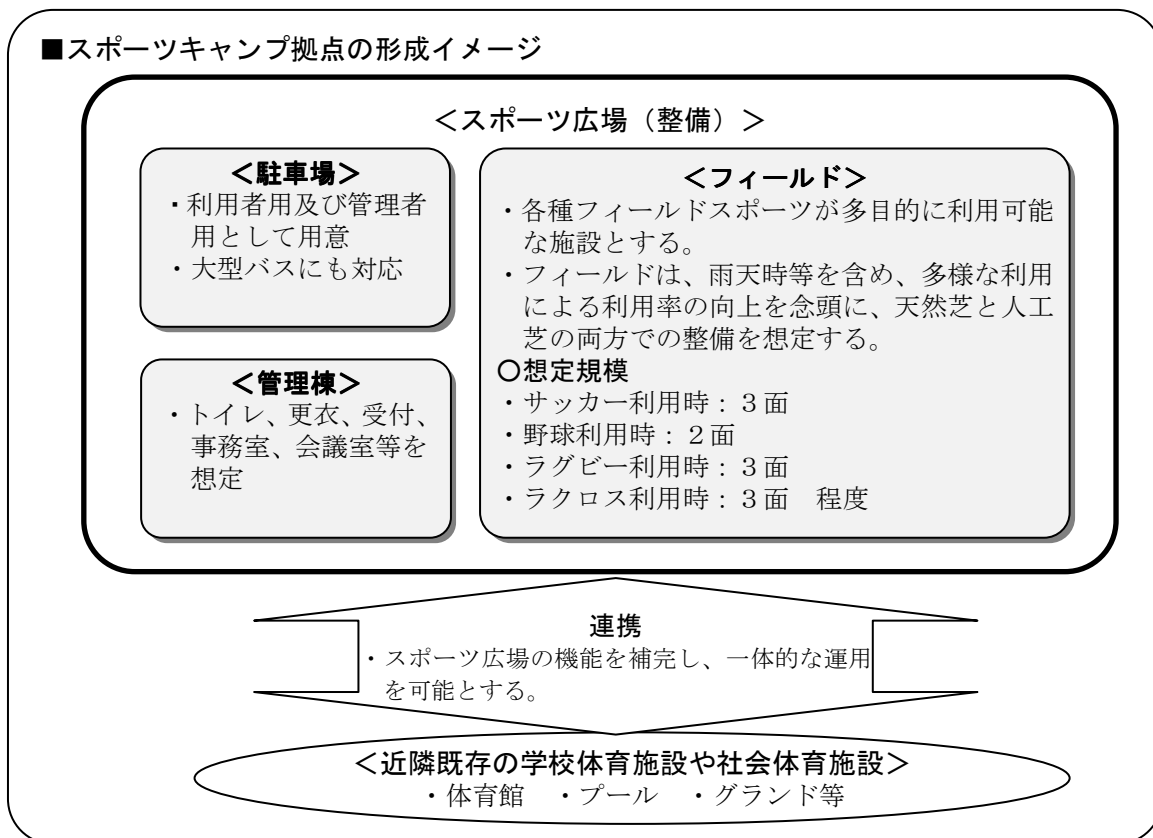 ■スポーツキャンプ拠点の形成イメージ
＜スポーツ広場（整備）＞
＜駐車場＞
・利用者用及び管理者
用として用意
・大型バスにも対応
＜管理棟＞
・トイレ、更衣、受付、
事務室、会議室等を
想定
＜フィールド＞
・各種フィールドスポーツが多目的に利用可能
な施設とする。
・フィールドは、雨天時等を含め、多様な利用
による利用率の向上を念頭に、天然芝と人工
芝の両方での整備を想定する。
〇想定規模
・サッカー利用時：３面
・野球利用時：２面
・ラグビー利用時：３面
・ラクロス利用時：３面　程度
連携
・スポーツ広場の機能を補完し、一体的な運用
を可能とする。
＜近隣既存の学校体育施設や社会体育施設＞
・体育館　・プール　・グランド等